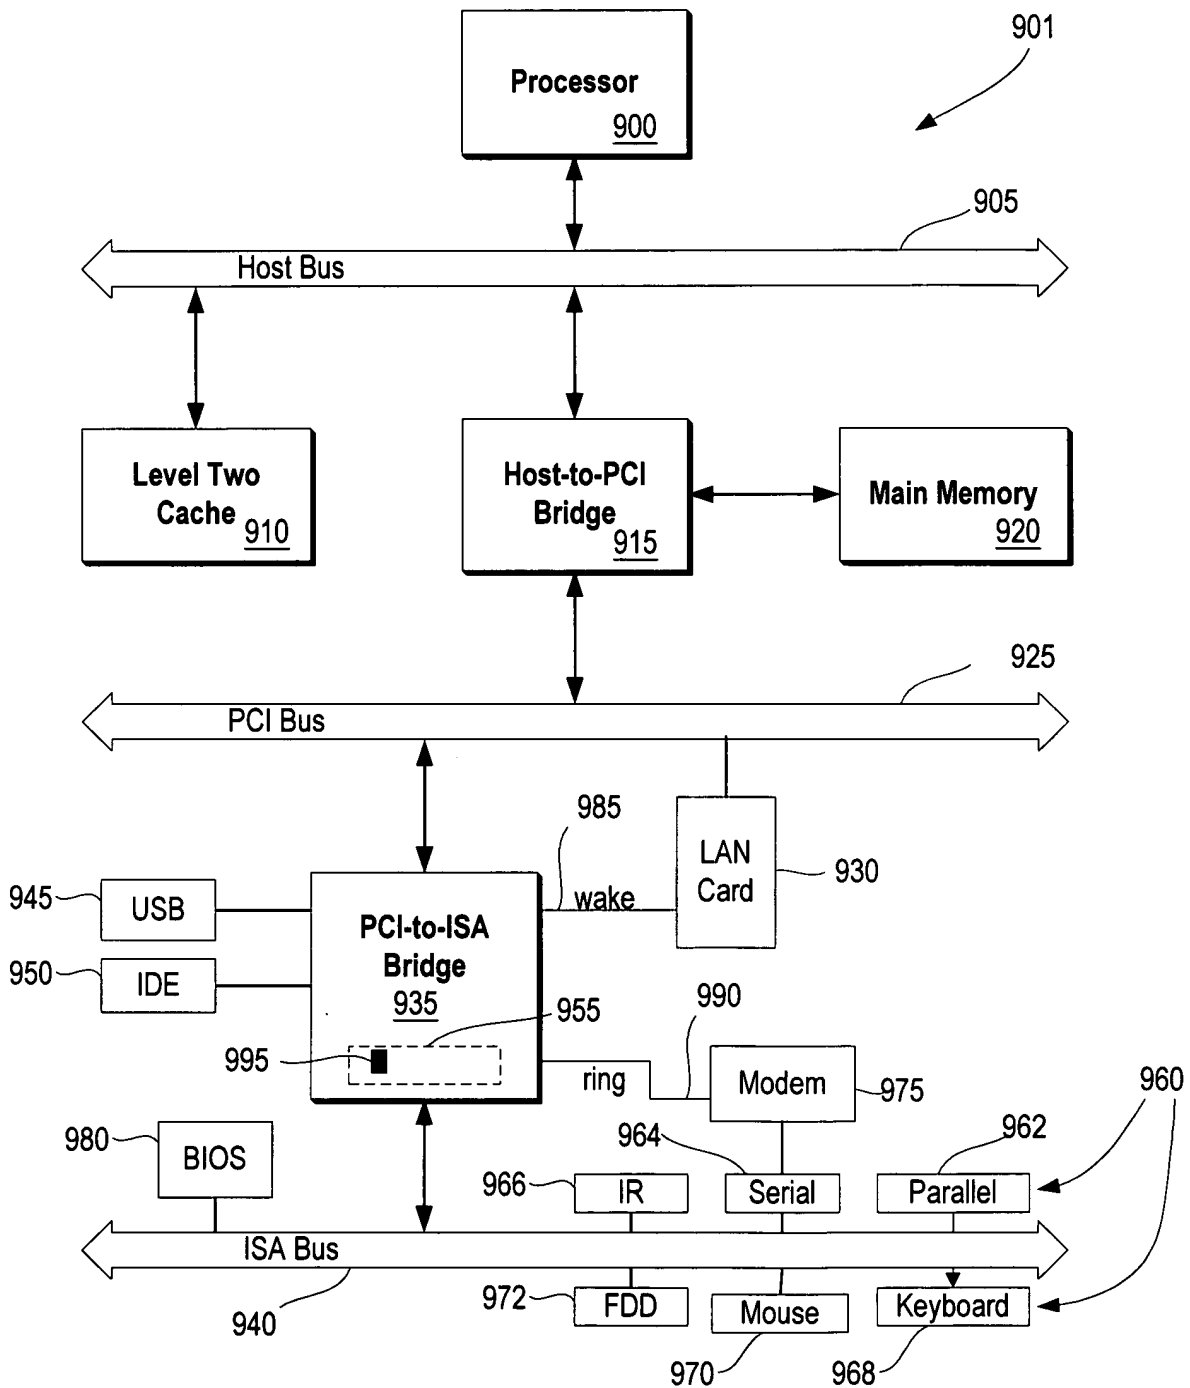 901
Processor
900
905
Host Bus
Level Two
Cache
910
Host-to-PCI
Bridge
915
Main Memory
920
925
PCI Bus
985
LAN
Card
930
wake
945
USB
PCI-to-ISA
Bridge
935
950
IDE
955
990
995
ring
Modem
975
960
980
BIOS
964
962
966
IR
Serial
Parallel
ISA Bus
972
FDD
Mouse
Keyboard
940
970
968